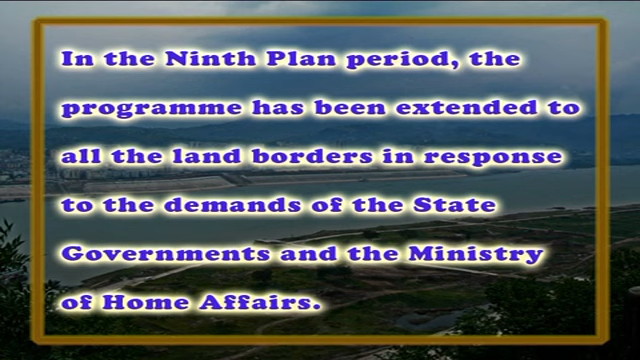 In the Ninth Plan period, the
programme has been extended to
all the land borders in response
to the demands of the State
Governments and the Ministry
of Home Affairs.